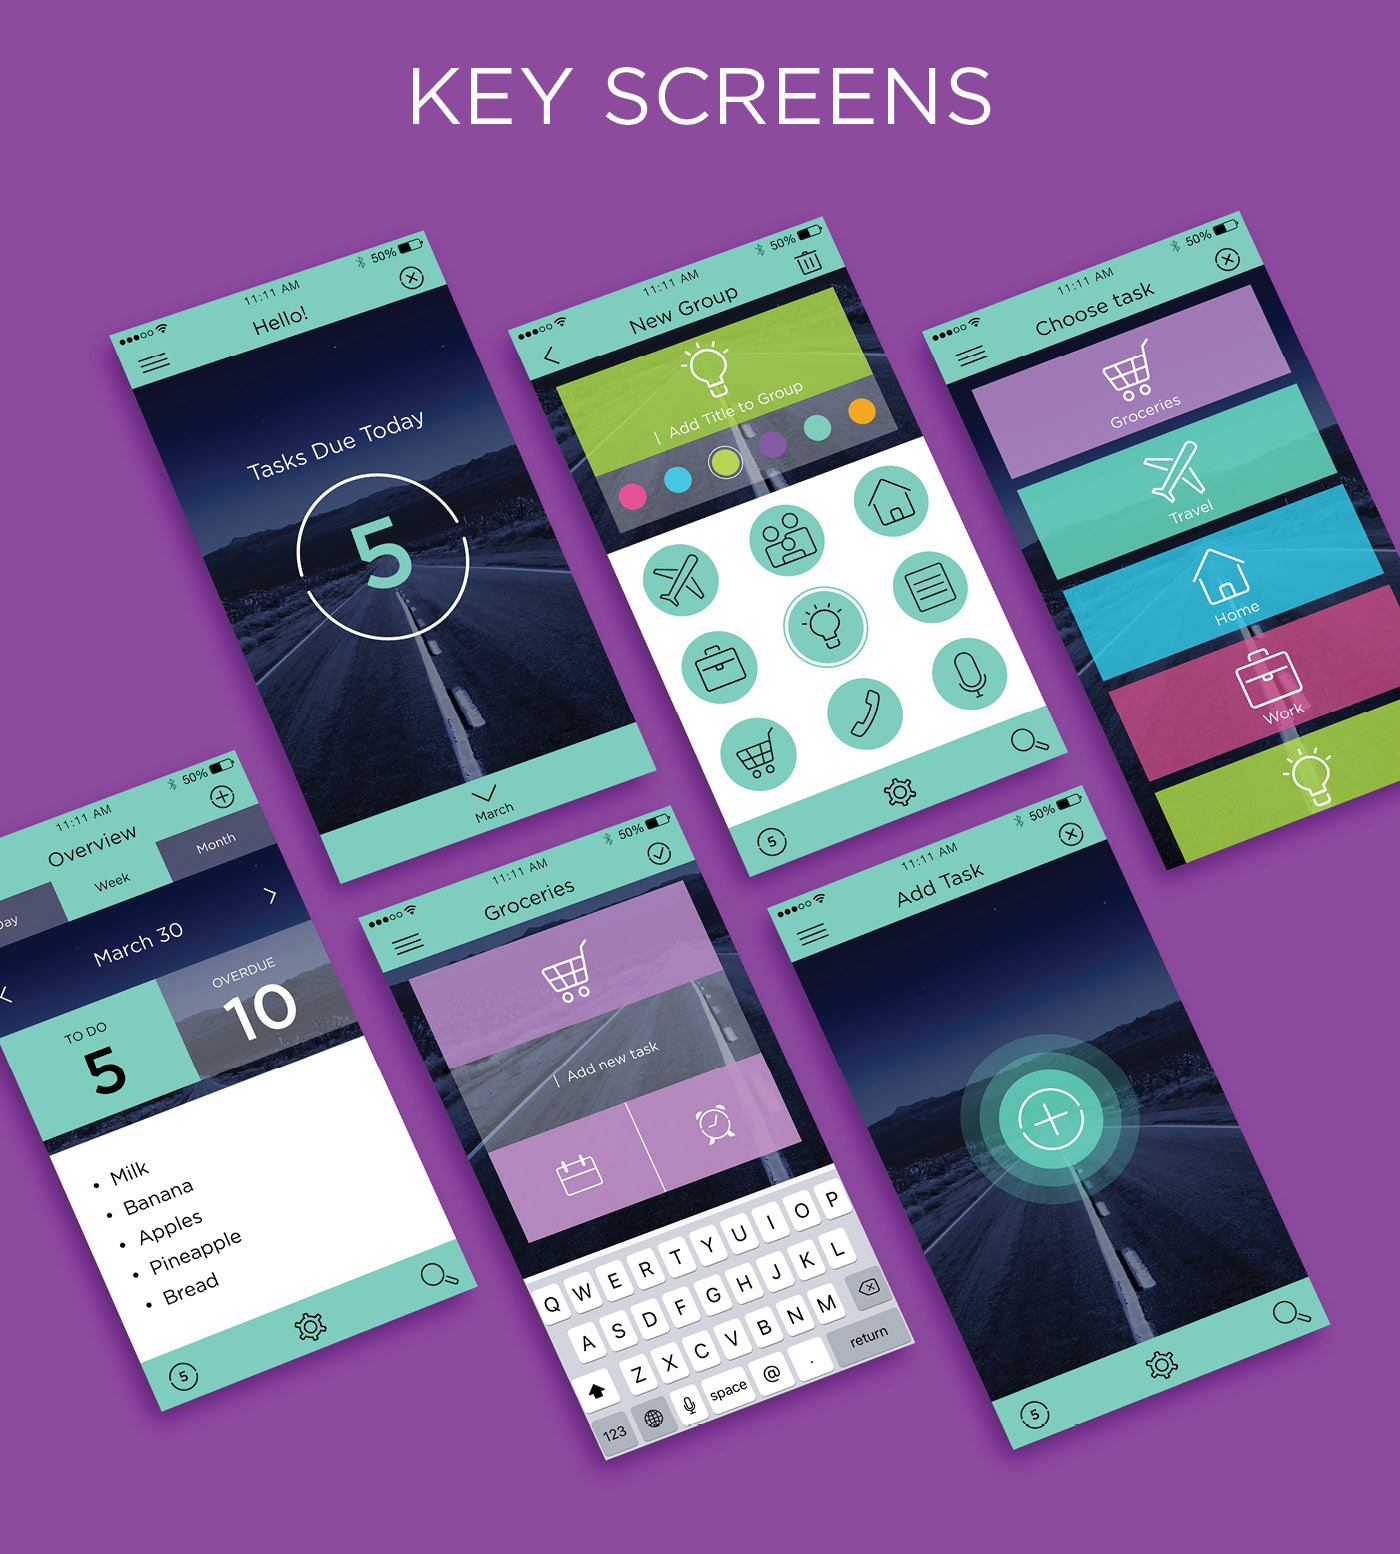 KEY SCREENS
50%
11:11 AM
Hello!
Tasks Due Today
5
March
50%
11:11 AM
New Group
| Add Title to Group
5
50%
11:11 AM
Choose task
Groceries
Travel
Home
Work
50%
11:11 AM
Overview
Day Week Month
March 30
TO DO
5
OVERDUE
10
• Milk
• Banana
• Apples
• Pineapple
• Bread
5
50%
11:11 AM
Groceries
| Add new task
Q W E R T Y U I O P
A S D F G H J K L
Z X C V B N M
123 space @ . return
50%
11:11 AM
Add Task
5